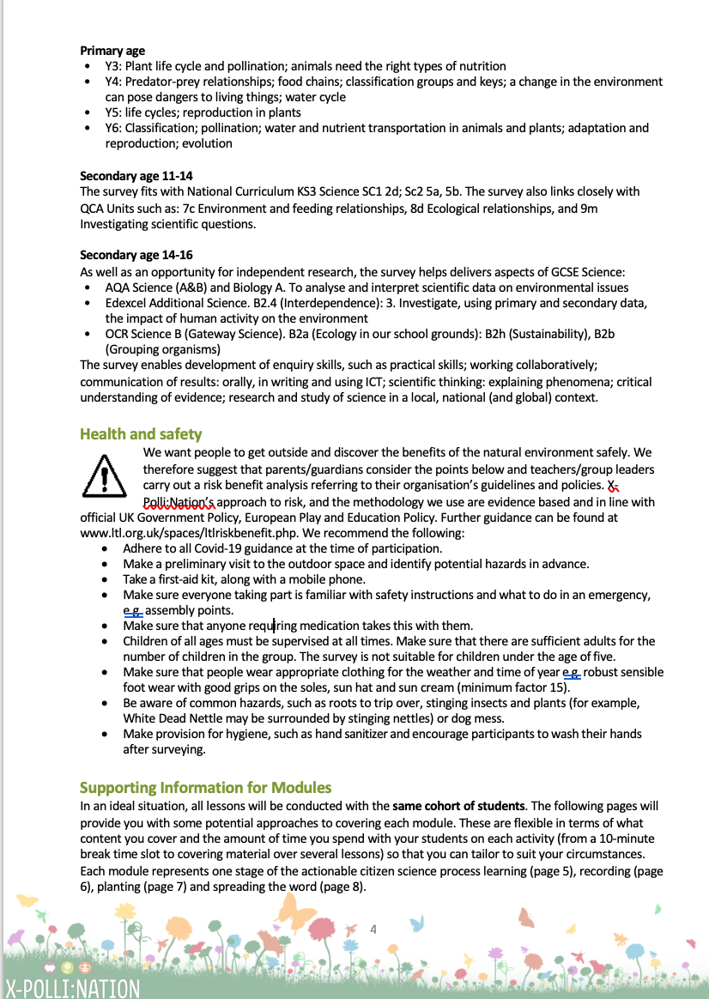 Primary age
• Y3: Plant life cycle and pollination; animals need the right types of nutrition
• Y4: Predator-prey relationships; food chains; classification groups and keys; a change in the environment
can pose dangers to living things; water cycle
• Y5: life cycles; reproduction in plants
• Y6: Classification; pollination; water and nutrient transportation in animals and plants; adaptation and
reproduction; evolution
Secondary age 11-14
The survey fits with National Curriculum KS3 Science SC1 2d; Sc2 5a, 5b. The survey also links closely with
QCA Units such as: 7c Environment and feeding relationships, 8d Ecological relationships, and 9m
Investigating scientific questions.
Secondary age 14-16
As well as an opportunity for independent research, the survey helps delivers aspects of GCSE Science:
• AQA Science (A&B) and Biology A. To analyse and interpret scientific data on environmental issues
• Edexcel Additional Science. B2.4 (Interdependence): 3. Investigate, using primary and secondary data,
the impact of human activity on the environment
• OCR Science B (Gateway Science). B2a (Ecology in our school grounds): B2h (Sustainability), B2b
(Grouping organisms)
The survey enables development of enquiry skills, such as practical skills; working collaboratively;
communication of results: orally, in writing and using ICT; scientific thinking: explaining phenomena; critical
understanding of evidence; research and study of science in a local, national (and global) context.
Health and safety
We want people to get outside and discover the benefits of the natural environment safely. We
therefore suggest that parents/guardians consider the points below and teachers/group leaders
carry out a risk benefit analysis referring to their organisation's guidelines and policies. X-
Polli:Nation's approach to risk, and the methodology we use are evidence based and in line with
official UK Government Policy, European Play and Education Policy. Further guidance can be found at
www.ltl.org.uk/spaces/ltlriskbenefit.php. We recommend the following:
• Adhere to all Covid-19 guidance at the time of participation.
• Make a preliminary visit to the outdoor space and identify potential hazards in advance.
• Take a first-aid kit, along with a mobile phone.
• Make sure everyone taking part is familiar with safety instructions and what to do in an emergency,
e.g. assembly points.
• Make sure that anyone requiring medication takes this with them.
• Children of all ages must be supervised at all times. Make sure that there are sufficient adults for the
number of children in the group. The survey is not suitable for children under the age of five.
• Make sure that people wear appropriate clothing for the weather and time of year e.g. robust sensible
foot wear with good grips on the soles, sun hat and sun cream (minimum factor 15).
• Be aware of common hazards, such as roots to trip over, stinging insects and plants (for example,
White Dead Nettle may be surrounded by stinging nettles) or dog mess.
• Make provision for hygiene, such as hand sanitizer and encourage participants to wash their hands
after surveying.
Supporting Information for Modules
In an ideal situation, all lessons will be conducted with the same cohort of students. The following pages will
provide you with some potential approaches to covering each module. These are flexible in terms of what
content you cover and the amount of time you spend with your students on each activity (from a 10-minute
break time slot to covering material over several lessons) so that you can tailor to suit your circumstances.
Each module represents one stage of the actionable citizen science process learning (page 5), recording (page
6), planting (page 7) and spreading the word (page 8).
4
X-POLLI:NATION